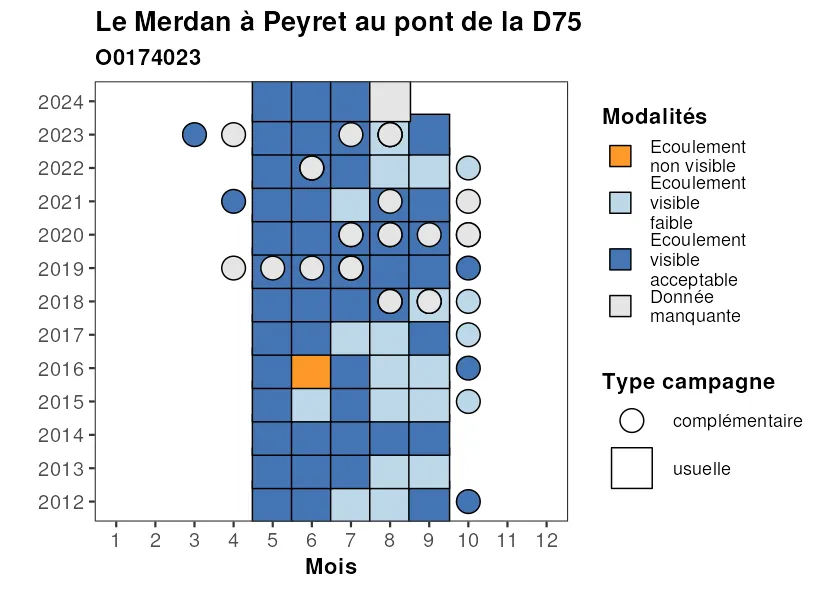 Le Merdan à Peyret au pont de la D75
O0174023
2024
2023
2022
2021
2020
2019
2018
2017
2016
2015
2014
2013
2012
1 2 3 4 5 6 7 8 9 10 11 12
Mois
Modalités
Ecoulement
non visible
Ecoulement
visible
faible
Ecoulement
visible
acceptable
Donnée
manquante
Type campagne
complémentaire
usuelle